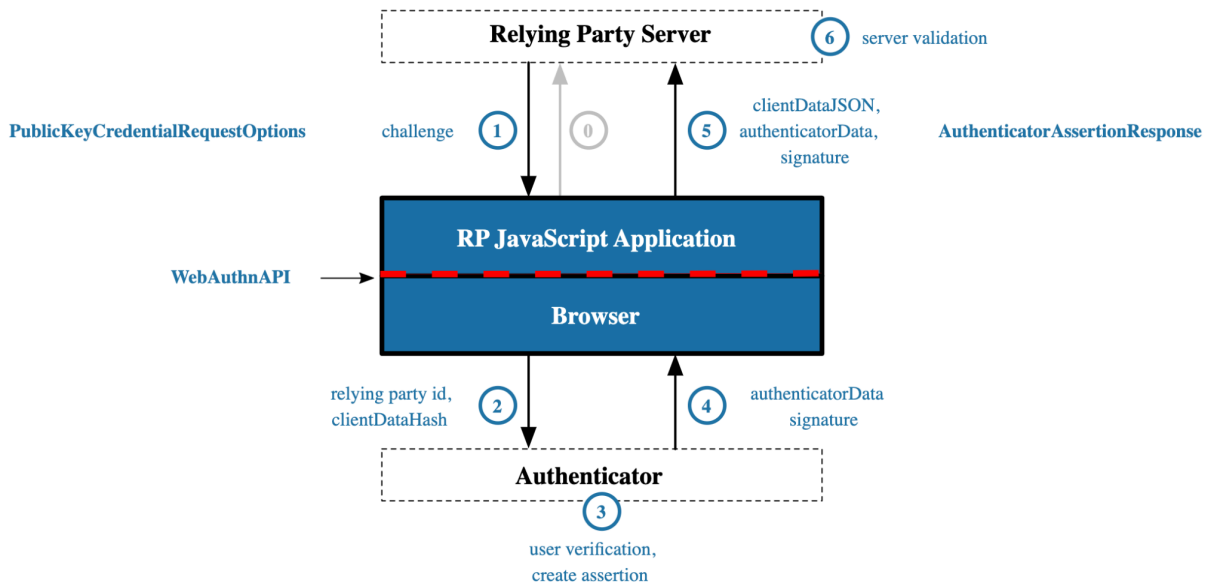 Relying Party Server
6
server validation
PublicKeyCredentialRequestOptions
challenge
1
0
5
clientDataJSON,
authenticatorData,
signature
AuthenticatorAssertionResponse
RP JavaScript Application
WebAuthnAPI
Browser
relying party id,
clientDataHash
2
4
authenticatorData
signature
Authenticator
3
user verification,
create assertion